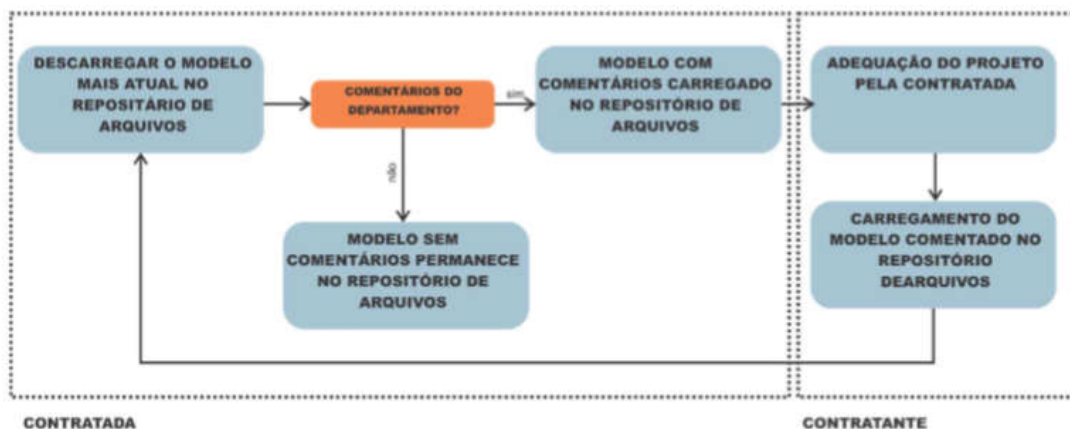 DESCARREGAR O MODELO
MAIS ATUAL NO
REPOSITÁRIO DE
ARQUIVOS
COMENTÁRIOS DO
DEPARTAMENTO?
sim
não
MODELO COM
COMENTÁRIOS CARREGADO
NO REPOSITÓRIO DE
ARQUIVOS
MODELO SEM
COMENTÁRIOS PERMANECE
NO REPOSITÓRIO DE
ARQUIVOS
ADEQUAÇÃO DO PROJETO
PELA CONTRATADA
CARREGAMENTO DO
MODELO COMENTADO NO
REPOSITÓRIO
DEARQUIVOS
CONTRATADA
CONTRATANTE